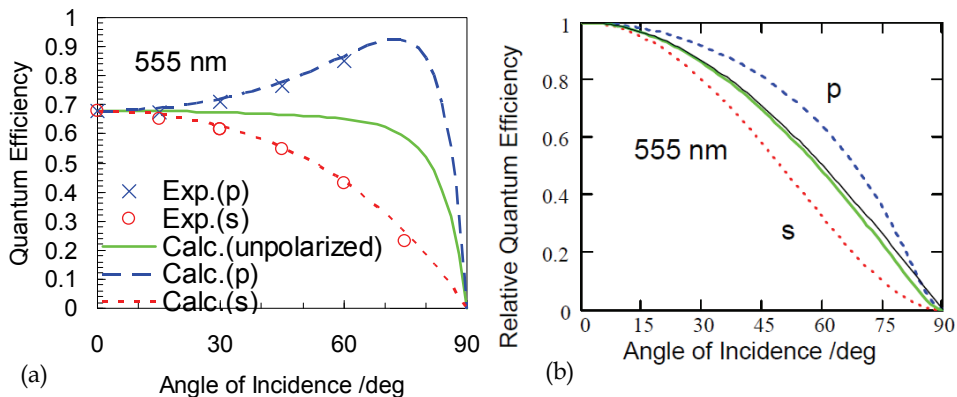 1
0.9
0.8
0.7
0.6
0.5
0.4
0.3
0.2
0.1
0
Quantum Efficiency
555 nm
Exp.(p)
Exp.(s)
Calc.(unpolarized)
Calc.(p)
Calc.(s)
0 30 60 90
Angle of Incidence /deg
(a)
1
0.8
0.6
0.4
0.2
0
Relative Quantum Efficiency
p
555 nm
s
0 15 30 45 60 75 90
Angle of Incidence /deg
(b)